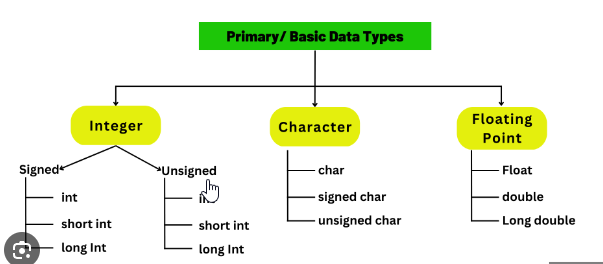 Primary/ Basic Data Types
Integer
Character
Floating
Point
Signed
int
short int
long Int
Unsigned
short int
long Int
char
signed char
unsigned char
Float
double
Long double